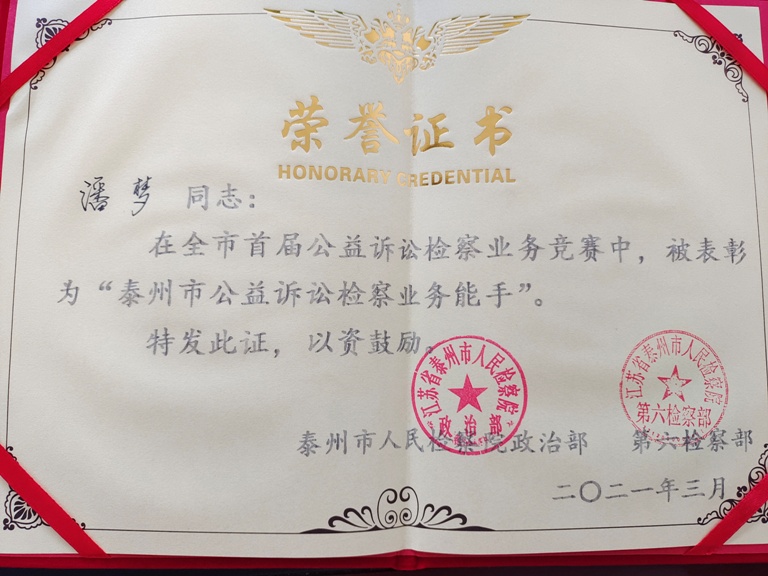 荣誉证书
HONORARY CREDENTIAL
潘梦 同志：
在全市首届公益诉讼检察业务竞赛中，被表彰
为“泰州市公益诉讼检察业务能手”。
特发此证，以资鼓励。
江苏省泰州市人民检察院
政治部
江苏省泰州市人民检察院
第六检察部
泰州市人民检察院政治部 第六检察部
二〇二一年三月